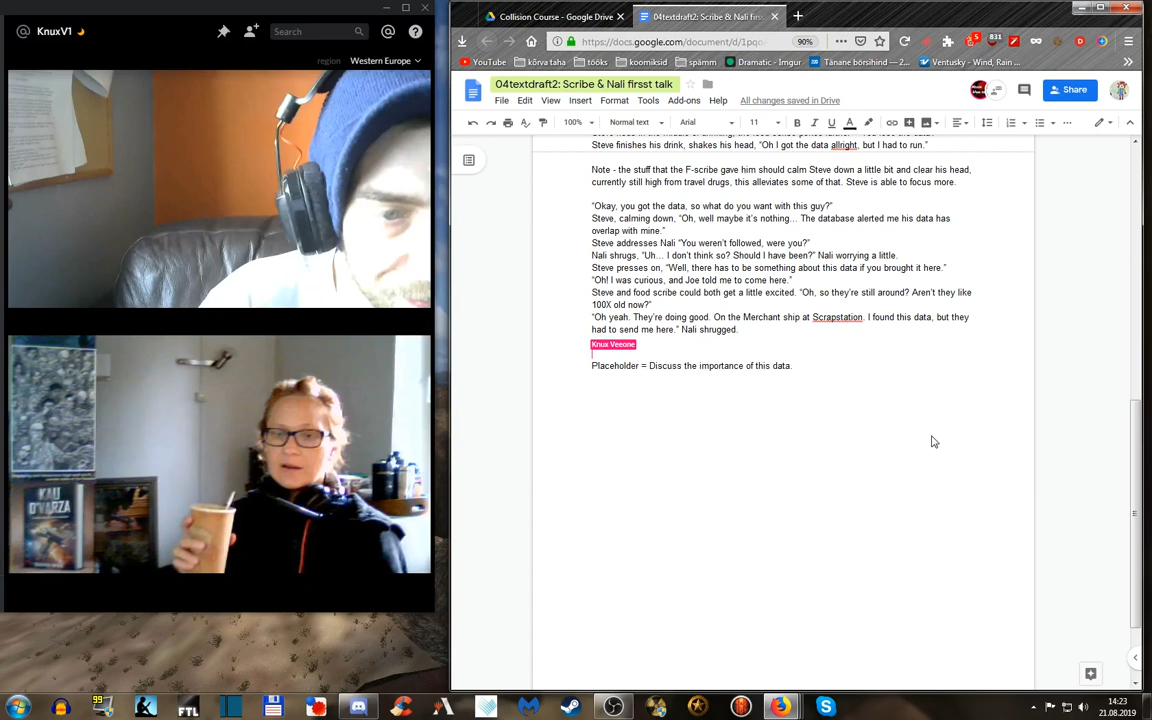 KnuxV1
Search
region
Western Europe
KAU
D'VARZA
Collision Course - Google Drive
04textdraft2: Scribe & Nali firs
https://docs.google.com/document/d/1pqo
90%
5
831
YouTube
kõrva taha
tööks
koomiksid
spämm
Dramatic - Imgur
Tänane börsihind — 2...
Ventusky - Wind, Rain ...
04textdraft2: Scribe & Nali firsst talk
File Edit View Insert Format Tools Add-ons Help
All changes saved in Drive
Share
100%
Normal text
Arial
11
B I U A
Steve finishes his drink, shakes his head, “Oh I got the data allright, but I had to run.”
Note - the stuff that the F-scribe gave him should calm Steve down a little bit and clear his head,
currently still high from travel drugs, this alleviates some of that. Steve is able to focus more.
“Okay, you got the data, so what do you want with this guy?”
Steve, calming down, “Oh, well maybe it’s nothing… The database alerted me his data has
overlap with mine.”
Steve addresses Nali “You weren’t followed, were you?”
Nali shrugs, “Uh… I don’t think so? Should I have been?” Nali worrying a little.
Steve presses on, “Well, there has to be something about this data if you brought it here.”
“Oh! I was curious, and Joe told me to come here.”
Steve and food scribe could both get a little excited. “Oh, so they’re still around? Aren’t they like
100X old now?”
“Oh yeah. They’re doing good. On the Merchant ship at Scrapstation. I found this data, but they
had to send me here.” Nali shrugged.
Knux Veeone
Placeholder = Discuss the importance of this data.
99
FTL
14:23
21.08.2019